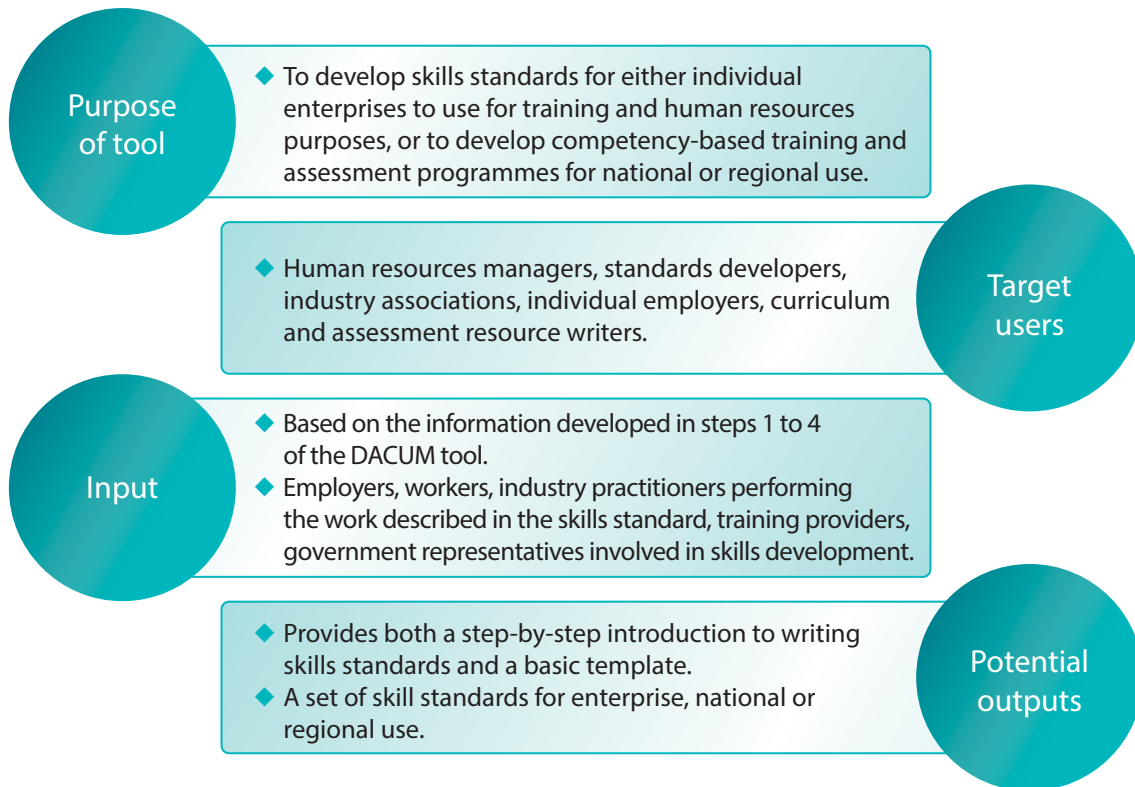 Purpose
of tool
◆ To develop skills standards for either individual
enterprises to use for training and human resources
purposes, or to develop competency-based training and
assessment programmes for national or regional use.
◆ Human resources managers, standards developers,
industry associations, individual employers, curriculum
and assessment resource writers.
Target
users
Input
◆ Based on the information developed in steps 1 to 4
of the DACUM tool.
◆ Employers, workers, industry practitioners performing
the work described in the skills standard, training providers,
government representatives involved in skills development.
◆ Provides both a step-by-step introduction to writing
skills standards and a basic template.
◆ A set of skill standards for enterprise, national or
regional use.
Potential
outputs